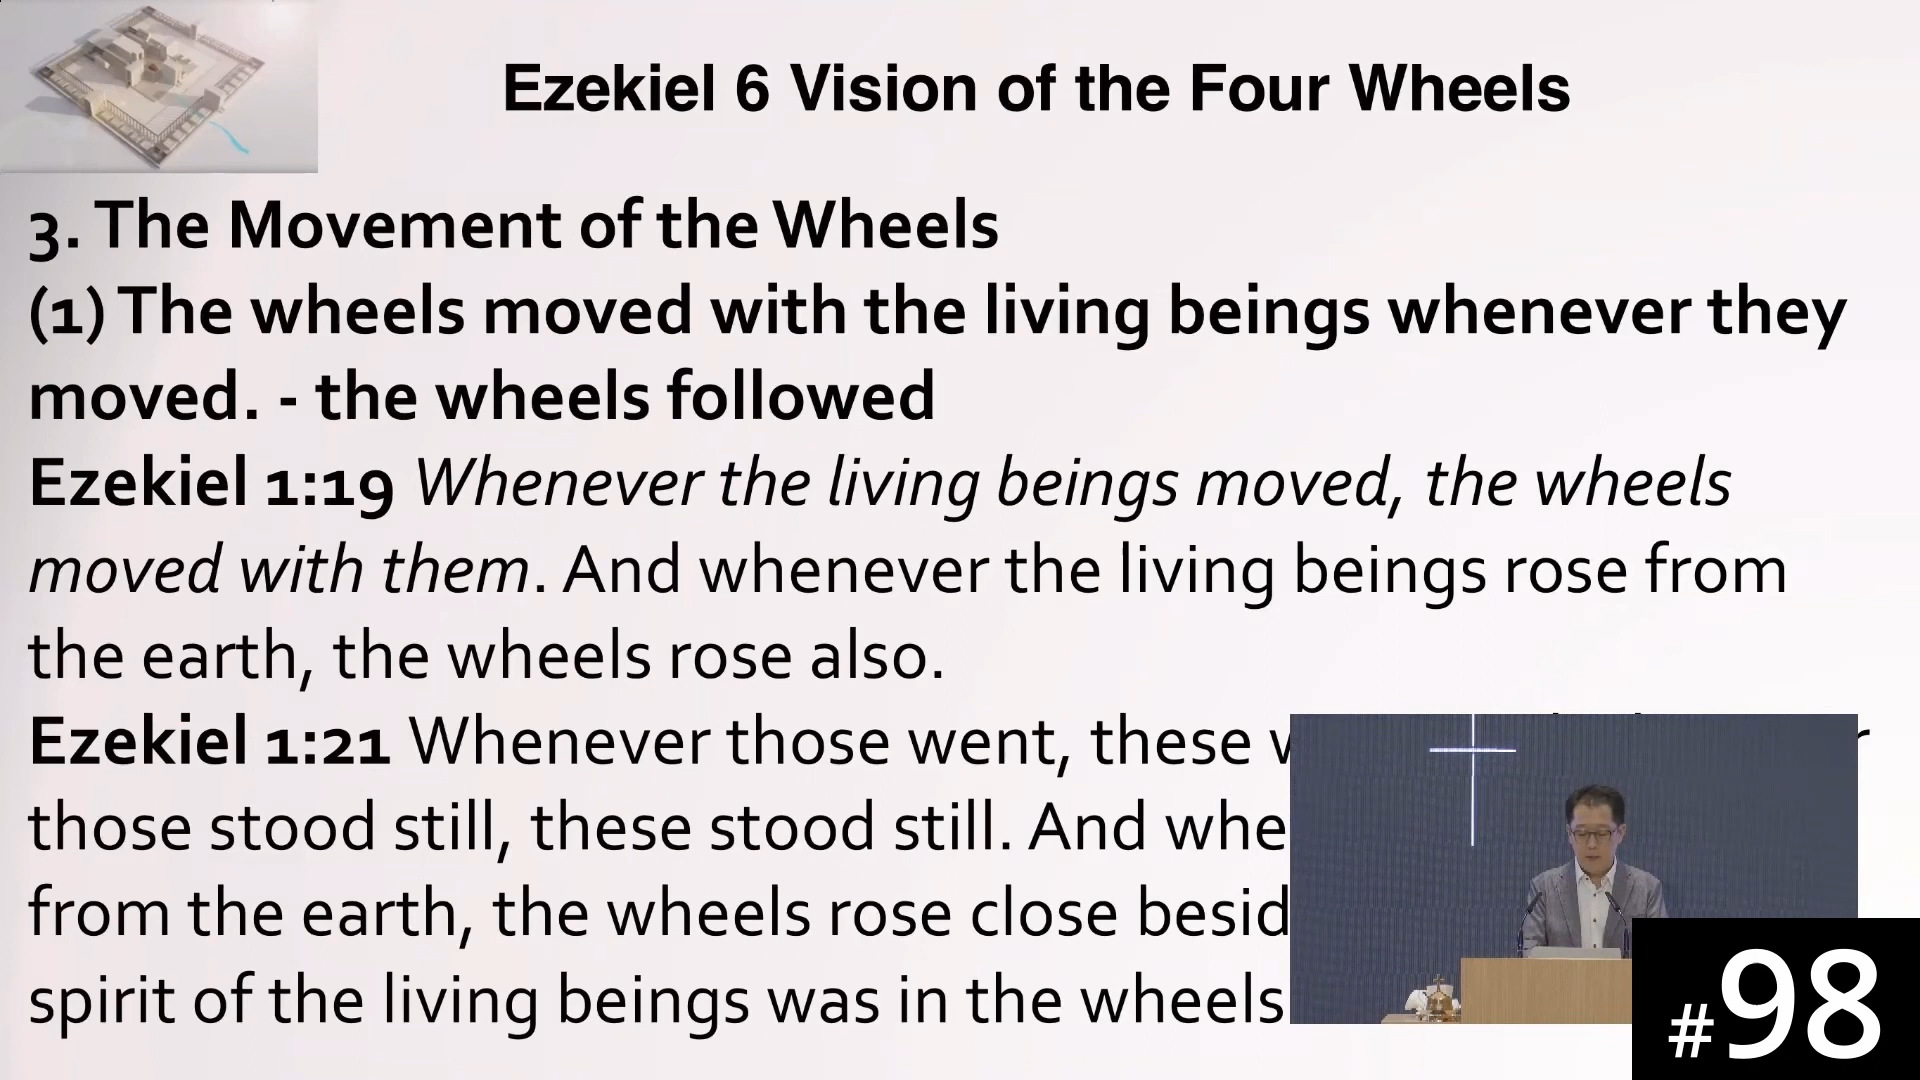 Ezekiel 6 Vision of the Four Wheels
3. The Movement of the Wheels
(1) The wheels moved with the living beings whenever they
moved. - the wheels followed
Ezekiel 1:19 Whenever the living beings moved, the wheels
moved with them. And whenever the living beings rose from
the earth, the wheels rose also.
Ezekiel 1:21 Whenever those went, these
those stood still, these stood still. And
from the earth, the wheels rose close
spirit of the living beings was in the wheels
#98